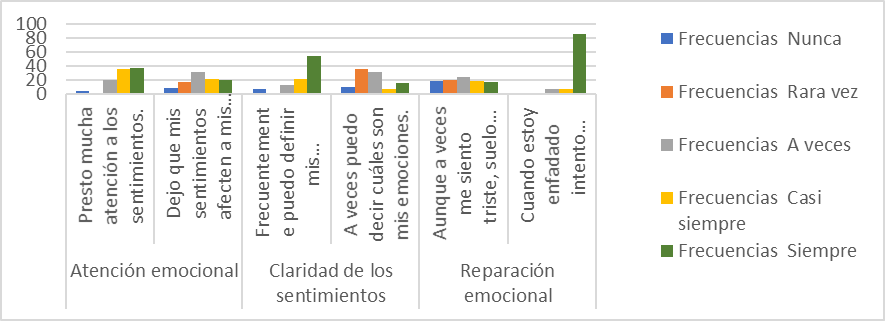 100
80
60
40
20
0
Presto mucha
atención a los
sentimientos.
Dejo que mis
sentimientos
afecten a mis...
Frecuentement
e puedo definir
mis...
A veces puedo
decir cuáles son
mis emociones.
Aunque a veces
me siento
triste, suelo...
Cuando estoy
enfadado
intento...
Atención emocional
Claridad de los
sentimientos
Reparación
emocional
Frecuencias Nunca
Frecuencias Rara vez
Frecuencias A veces
Frecuencias Casi
siempre
Frecuencias Siempre